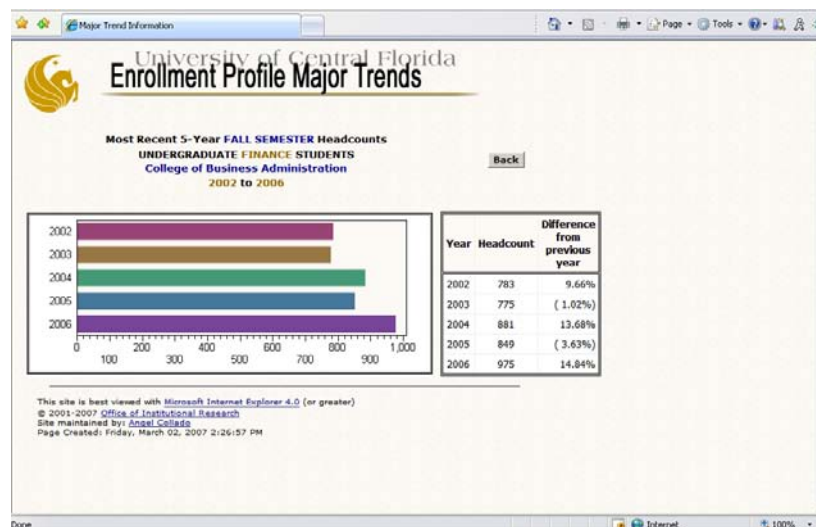 Major Trend Information
Page
Tools
University of Central Florida
Enrollment Profile Major Trends
Most Recent 5-Year FALL SEMESTER Headcounts
UNDERGRADUATE FINANCE STUDENTS
College of Business Administration
2002 to 2006
Back
2002
2003
2004
2005
2006
0 200 400 600 800 1,000
100 300 500 700 900
Year Headcount Difference from previous year
2002 783 9.66%
2003 775 ( 1.02%)
2004 881 13.68%
2005 849 ( 3.63%)
2006 975 14.84%
This site is best viewed with Microsoft Internet Explorer 4.0 (or greater)
© 2001-2007 Office of Institutional Research
Site maintained by: Angel Collado
Page Created: Friday, March 02, 2007 2:26:57 PM
Done
Internet
100%